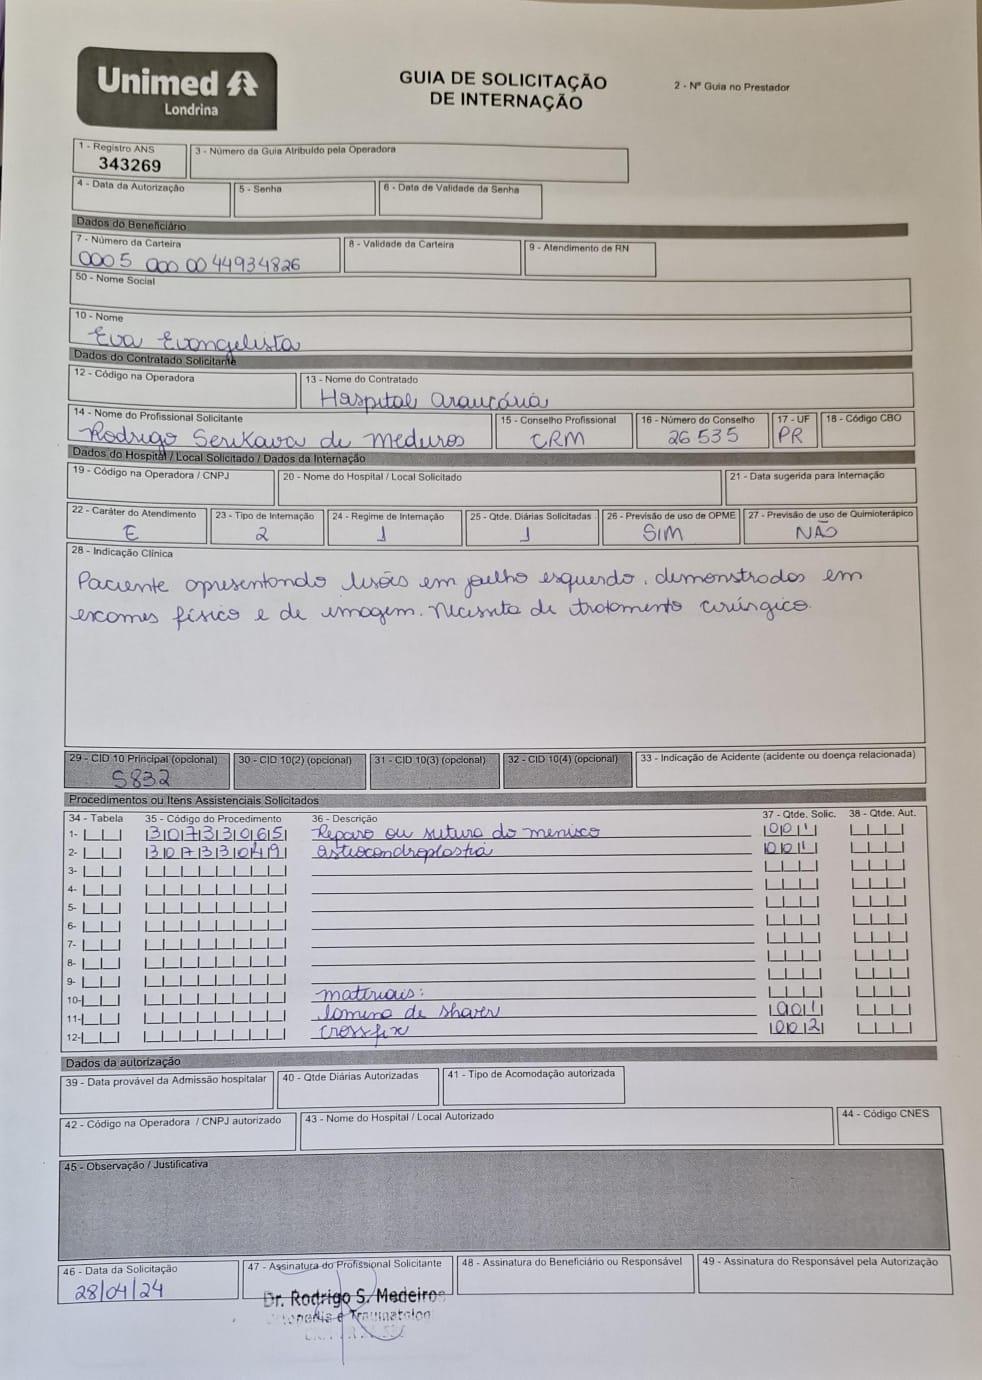 Unimed
Londrina
GUIA DE SOLICITAÇÃO
DE INTERNAÇÃO
2 - Nº Guia no Prestador
1 - Registro ANS
343269
3 - Número da Guia Atribuído pela Operadora
4 - Data da Autorização
5 - Senha
6 - Data de Validade da Senha
Dados do Beneficiário
7 - Número da Carteira
0005 000 00 44934826
8 - Validade da Carteira
9 - Atendimento de RN
50 - Nome Social
10 - Nome
Eva Evangelista
Dados do Contratado Solicitante
12 - Código na Operadora
13 - Nome do Contratado
Hospital Araucária
14 - Nome do Profissional Solicitante
Rodrigo Serikava de Medeiros
15 - Conselho Profissional
CRM
16 - Número do Conselho
26535
17 - UF
PR
18 - Código CBO
Dados do Hospital / Local Solicitado / Dados da Internação
19 - Código na Operadora / CNPJ
20 - Nome do Hospital / Local Solicitado
21 - Data sugerida para Internação
22 - Caráter do Atendimento
E
23 - Tipo de Internação
2
24 - Regime de Internação
1
25 - Qtde. Diárias Solicitadas
1
26 - Previsão de uso de OPME
SIM
27 - Previsão de uso de Quimioterápico
NÃO
28 - Indicação Clínica
Paciente apresentando lesões em joelho esquerdo, demonstrados em
exames físico e de imagem. Necessita de tratamento cirúrgico.
29 - CID 10 Principal (opcional)
S832
30 - CID 10(2) (opcional)
31 - CID 10(3) (opcional)
32 - CID 10(4) (opcional)
33 - Indicação de Acidente (acidente ou doença relacionada)
Procedimentos ou Itens Assistenciais Solicitados
34 - Tabela 35 - Código do Procedimento 36 - Descrição 37 - Qtde. Solic. 38 - Qtde. Aut.
1- 30733065 Reparo ou sutura do menisco 001
2- 30733049 osteocondroplastia 001
3-
4-
5-
6-
7-
8-
9-
10- materiais:
11- lamina de shaver 001
12- crossfix 002
Dados da autorização
39 - Data provável da Admissão hospitalar
40 - Qtde Diárias Autorizadas
41 - Tipo de Acomodação autorizada
42 - Código na Operadora / CNPJ autorizado
43 - Nome do Hospital / Local Autorizado
44 - Código CNES
45 - Observação / Justificativa
46 - Data da Solicitação
28/04/24
47 - Assinatura do Profissional Solicitante
Dr. Rodrigo S. Medeiros
Ortopedia e Traumatolog
48 - Assinatura do Beneficiário ou Responsável
49 - Assinatura do Responsável pela Autorização